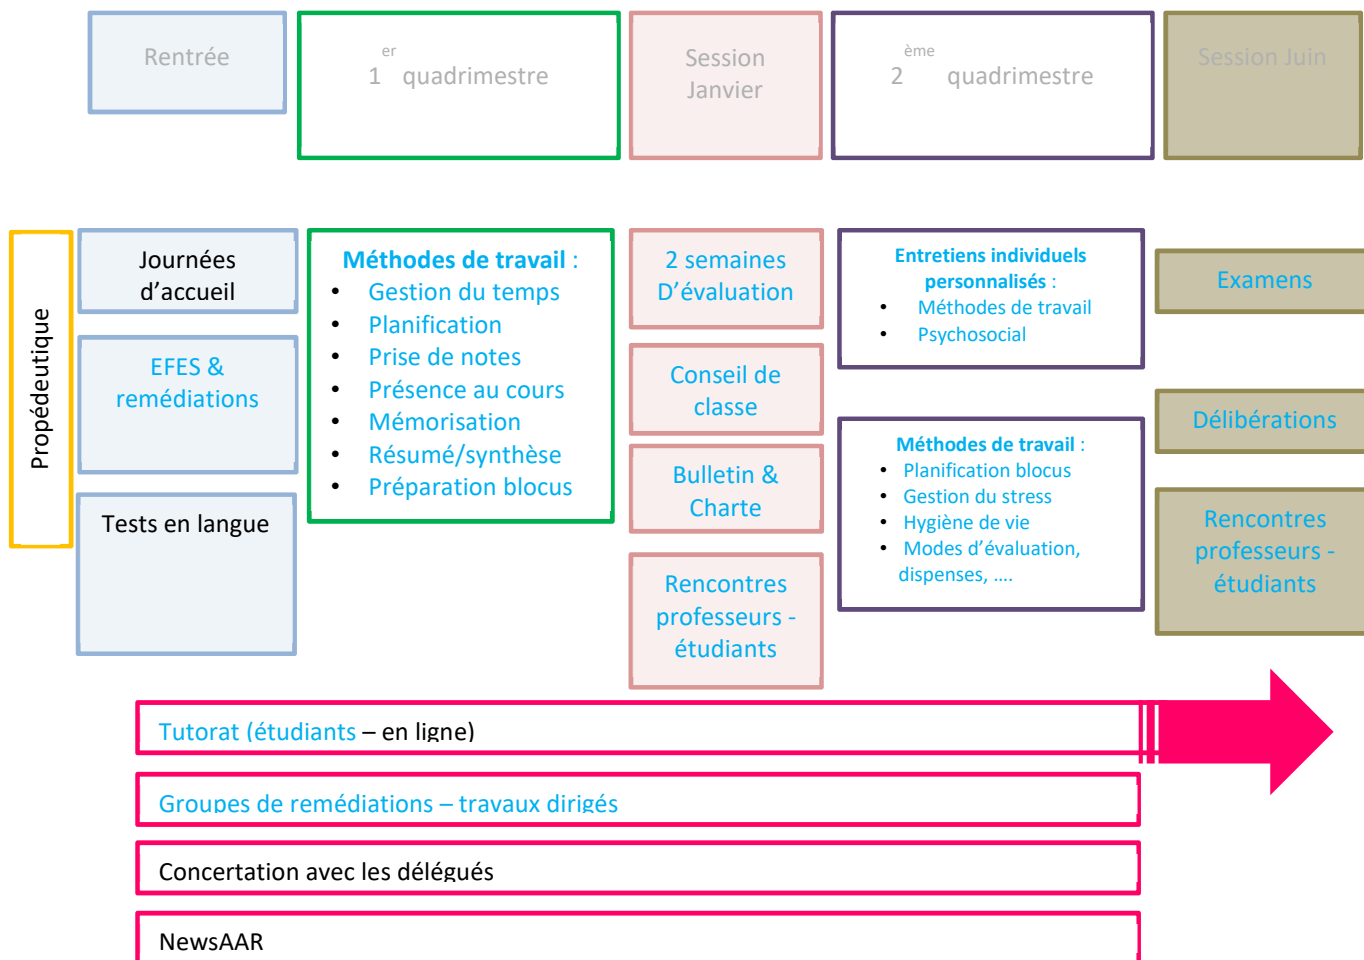 Rentrée
1er quadrimestre
Session
Janvier
2ème quadrimestre
Session Juin
Propédeutique
Journées
d’accueil
EFES &
remédiations
Tests en langue
Méthodes de travail :
• Gestion du temps
• Planification
• Prise de notes
• Présence au cours
• Mémorisation
• Résumé/synthèse
• Préparation blocus
2 semaines
D’évaluation
Conseil de
classe
Bulletin &
Charte
Rencontres
professeurs -
étudiants
Entretiens individuels
personnalisés :
• Méthodes de travail
• Psychosocial
Méthodes de travail :
• Planification blocus
• Gestion du stress
• Hygiène de vie
• Modes d’évaluation,
dispenses, ....
Examens
Délibérations
Rencontres
professeurs -
étudiants
Tutorat (étudiants – en ligne)
Groupes de remédiations – travaux dirigés
Concertation avec les délégués
NewsAAR